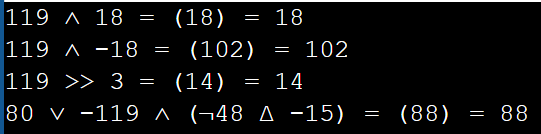 119 ∧ 18 = (18) = 18
119 ∧ -18 = (102) = 102
119 >> 3 = (14) = 14
80 ∨ -119 ∧ (¬48 Δ -15) = (88) = 88